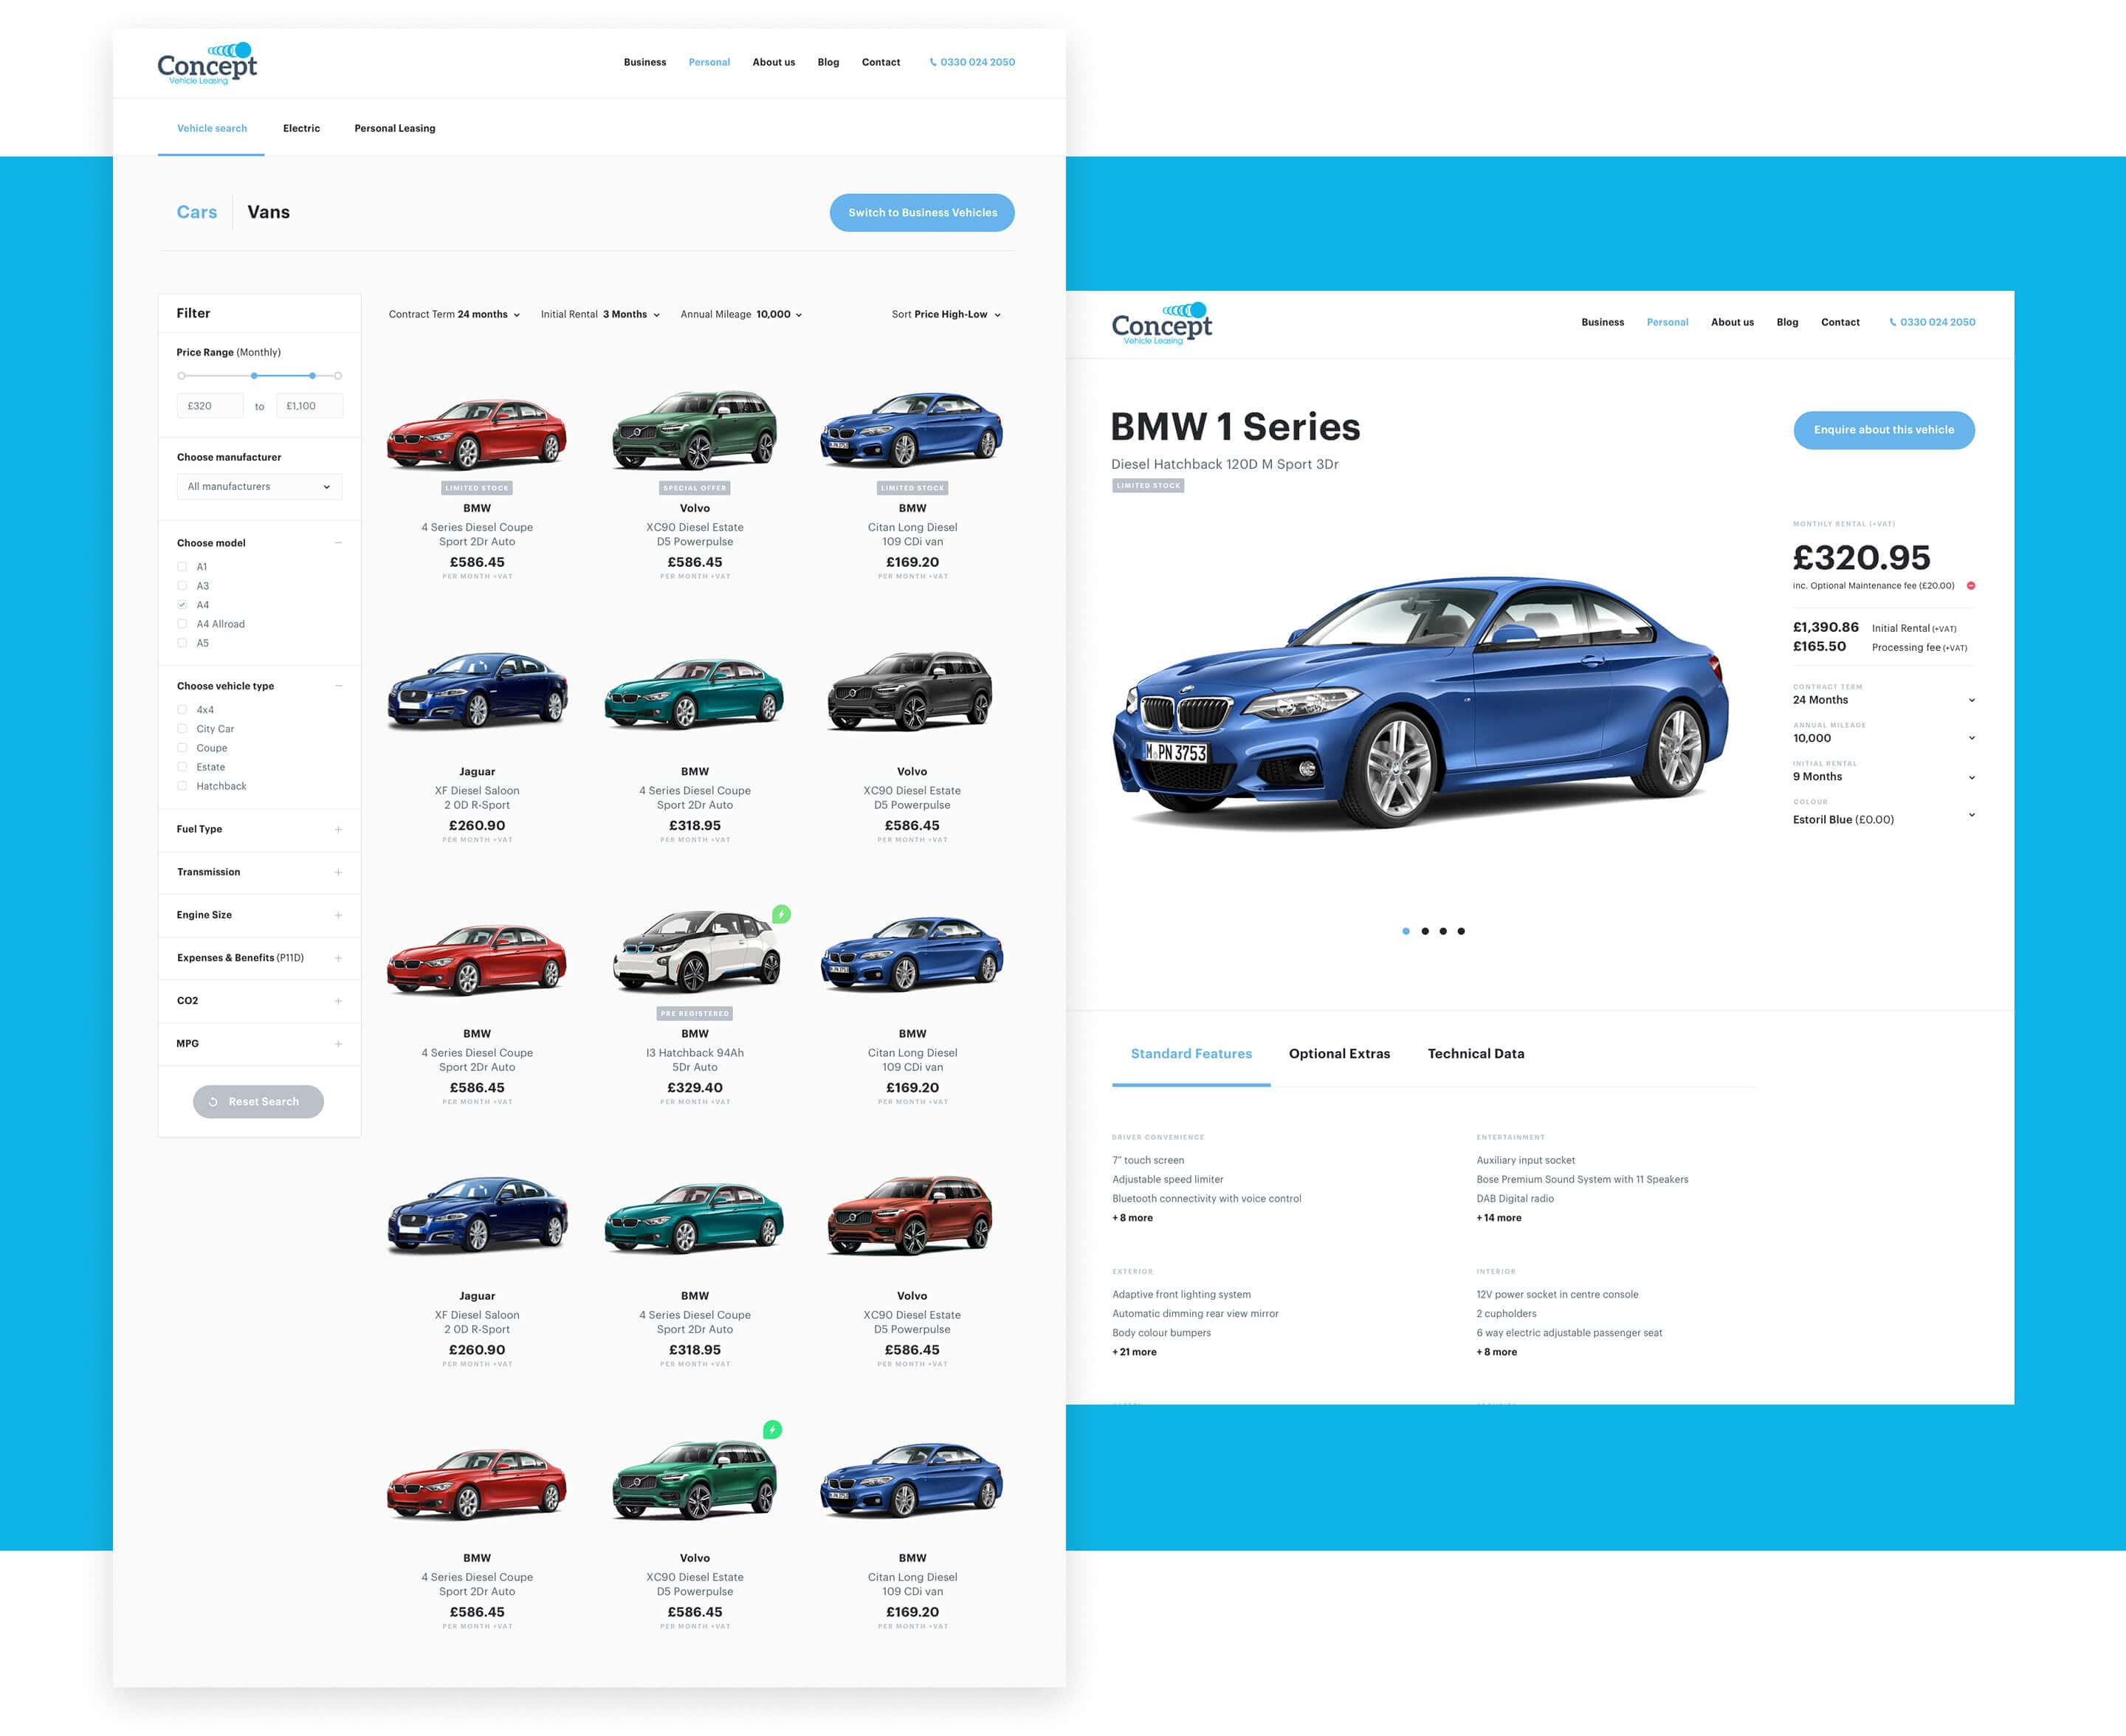 Concept
Vehicle Leasing
Business Personal About us Blog Contact 0330 024 2050
Vehicle search Electric Personal Leasing
Cars Vans
Switch to Business Vehicles
Filter
Price Range (Monthly)
£320 to £1,100
Choose manufacturer
All manufacturers
Choose model
A1
A3
A4
A4 Allroad
A5
Choose vehicle type
4x4
City Car
Coupe
Estate
Hatchback
Fuel Type
Transmission
Engine Size
Expenses & Benefits (P11D)
CO2
MPG
Reset Search
Contract Term 24 months Initial Rental 3 Months Annual Mileage 10,000 Sort Price High-Low
LIMITED STOCK
BMW
4 Series Diesel Coupe
Sport 2Dr Auto
£586.45
PER MONTH +VAT
SPECIAL OFFER
Volvo
XC90 Diesel Estate
D5 Powerpulse
£586.45
PER MONTH +VAT
LIMITED STOCK
BMW
Citan Long Diesel
109 CDi van
£169.20
PER MONTH +VAT
Jaguar
XF Diesel Saloon
2 0D R-Sport
£260.90
PER MONTH +VAT
BMW
4 Series Diesel Coupe
Sport 2Dr Auto
£318.95
PER MONTH +VAT
Volvo
XC90 Diesel Estate
D5 Powerpulse
£586.45
PER MONTH +VAT
BMW
4 Series Diesel Coupe
Sport 2Dr Auto
£586.45
PER MONTH +VAT
PRE REGISTERED
BMW
I3 Hatchback 94Ah
5Dr Auto
£329.40
PER MONTH +VAT
BMW
Citan Long Diesel
109 CDi van
£169.20
PER MONTH +VAT
Jaguar
XF Diesel Saloon
2 0D R-Sport
£260.90
PER MONTH +VAT
BMW
4 Series Diesel Coupe
Sport 2Dr Auto
£318.95
PER MONTH +VAT
Volvo
XC90 Diesel Estate
D5 Powerpulse
£586.45
PER MONTH +VAT
BMW
4 Series Diesel Coupe
Sport 2Dr Auto
£586.45
PER MONTH +VAT
Volvo
XC90 Diesel Estate
D5 Powerpulse
£586.45
PER MONTH +VAT
BMW
Citan Long Diesel
109 CDi van
£169.20
PER MONTH +VAT
Concept
Vehicle Leasing
Business Personal About us Blog Contact 0330 024 2050
BMW 1 Series
Diesel Hatchback 120D M Sport 3Dr
LIMITED STOCK
Enquire about this vehicle
M PN 3753
MONTHLY RENTAL (+VAT)
£320.95
inc. Optional Maintenance fee (£20.00)
£1,390.86 Initial Rental (+VAT)
£165.50 Processing fee (+VAT)
CONTRACT TERM
24 Months
ANNUAL MILEAGE
10,000
INITIAL RENTAL
9 Months
COLOUR
Estoril Blue (£0.00)
Standard Features Optional Extras Technical Data
DRIVER CONVENIENCE
7" touch screen
Adjustable speed limiter
Bluetooth connectivity with voice control
+ 8 more
ENTERTAINMENT
Auxiliary input socket
Bose Premium Sound System with 11 Speakers
DAB Digital radio
+ 14 more
EXTERIOR
Adaptive front lighting system
Automatic dimming rear view mirror
Body colour bumpers
+ 21 more
INTERIOR
12V power socket in centre console
2 cupholders
6 way electric adjustable passenger seat
+ 8 more